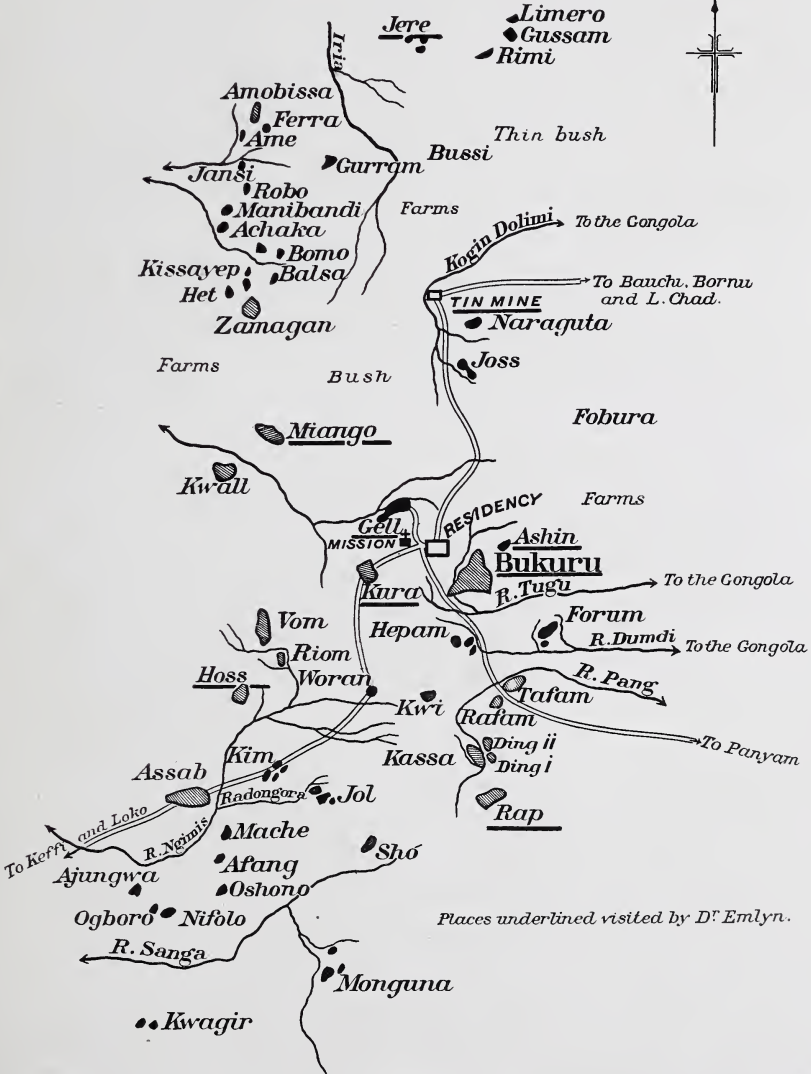 Limero
Jere
Gussam
Rimi
Iria
Amobissa
Ferra
Ame
Thin bush
Bussi
Gurram
Jansi
Robo
Manibandi
Farms
Achaka
Kogin Dolimi
To the Gongola
Bomo
Kissayep
Balsa
Het
To Bauchi, Bornu
and L. Chad.
TIN MINE
Zamagan
Naraguta
Farms
Bush
Joss
Fobura
Miango
Kwall
RESIDENCY
Farms
Gell
MISSION
Ashin
Bukuru
Kura
R. Tugu
To the Gongola
Vom
Hepam
Forum
R. Dumdi
To the Gongola
Riom
Hoss
Woran
R. Pang
Kwi
Tafam
Rafam
Kim
Kassa
Ding ii
Ding i
To Panyam
Assab
Radongora
Jol
Rap
To Keffi and Loko
R. Ngimis
Mache
Shó
Afang
Ajungwa
Oshono
Ogboro
Nifolo
Places underlined visited by Dr. Emlyn.
R. Sanga
Monguna
Kwagir